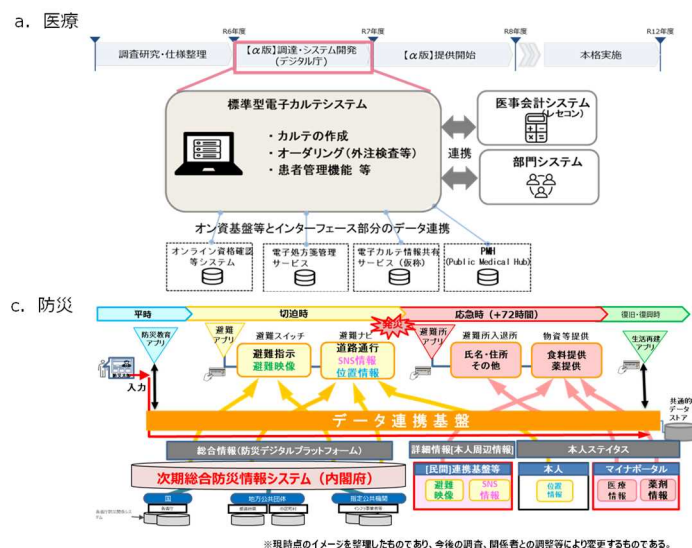 a. 医療
R6年度
R7年度
R8年度
R12年度
調査研究・仕様整理
【α版】調達・システム開発
(デジタル庁)
【α版】提供開始
本格実施
標準型電子カルテシステム
・カルテの作成
・オーダリング(外注検査等)
・患者管理機能 等
連携
医事会計システム
(レセコン)
部門システム
オン資基盤等とインターフェース部分のデータ連携
オンライン資格確認
等システム
電子処方箋管理
サービス
電子カルテ情報共有
サービス(仮称)
PMH
(Public Medical Hub)
c. 防災
平時
切迫時
発災
応急時(+72時間)
復旧・復興時
防災教育
アプリ
避難
アプリ
避難スイッチ
避難指示
避難映像
避難ナビ
道路通行
SNS情報
位置情報
避難所
アプリ
避難所入退所
氏名・住所
その他
物資等提供
食料提供
薬提供
生活再建
アプリ
入力
データ連携基盤
共通的
データ
ストア
総合情報(防災デジタルプラットフォーム)
詳細情報[本人周辺情報]
本人ステイタス
次期総合防災情報システム(内閣府)
[民間]連携基盤等
避難
映像
SNS
情報
本人
位置
情報
マイナポータル
医療
情報
薬剤
情報
国
地方公共団体
指定公共機関
※現時点のイメージを整理したものであり、今後の調査、関係者との調整等により変更するものである。